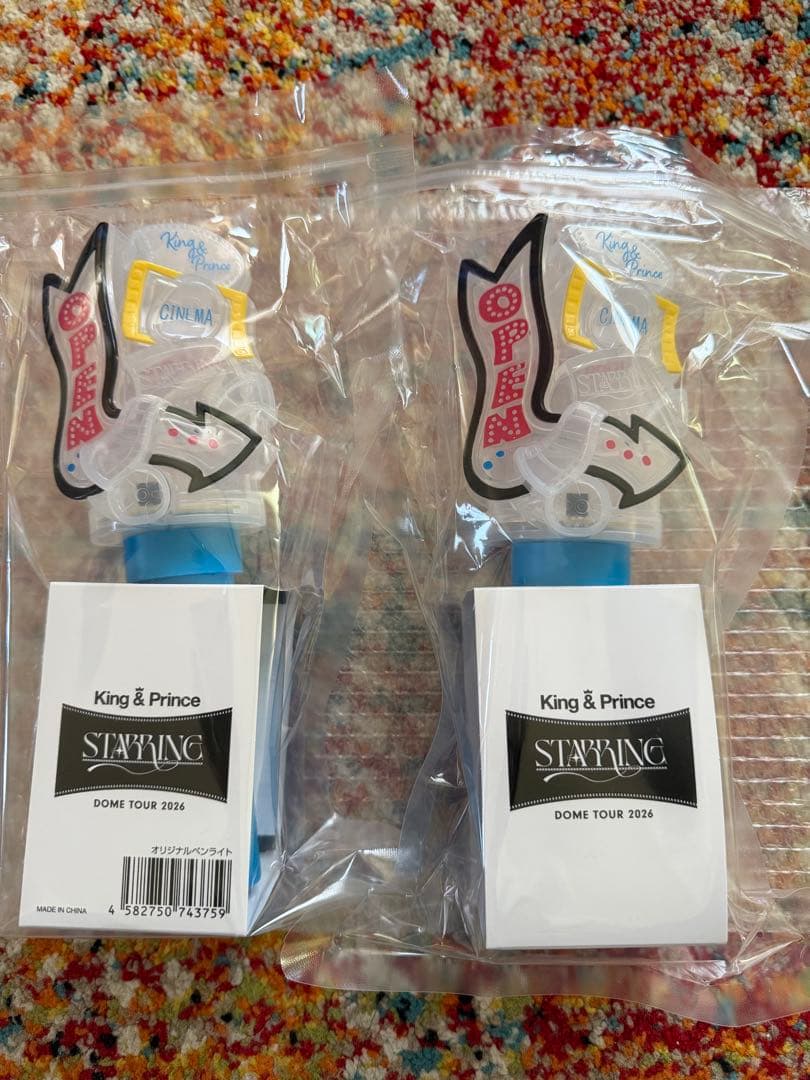 King
&
Prince
CINEMA
OPEN
King & Prince
STARRING
DOME TOUR 2026
オリジナルペンライト
MADE IN CHINA
4 582750 743759
King
&
Prince
CINEMA
STARRING
OPEN
King & Prince
STARRING
DOME TOUR 2026